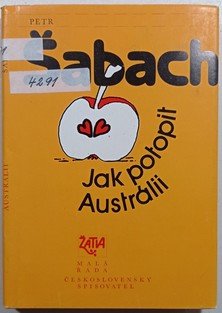 PETR
Šabach
4291
Jak potopit
Austrálii
ŽATVA
MALÁ
ŘADA
ČESKOSLOVENSKÝ
SPISOVATEL
AUSTRÁLII